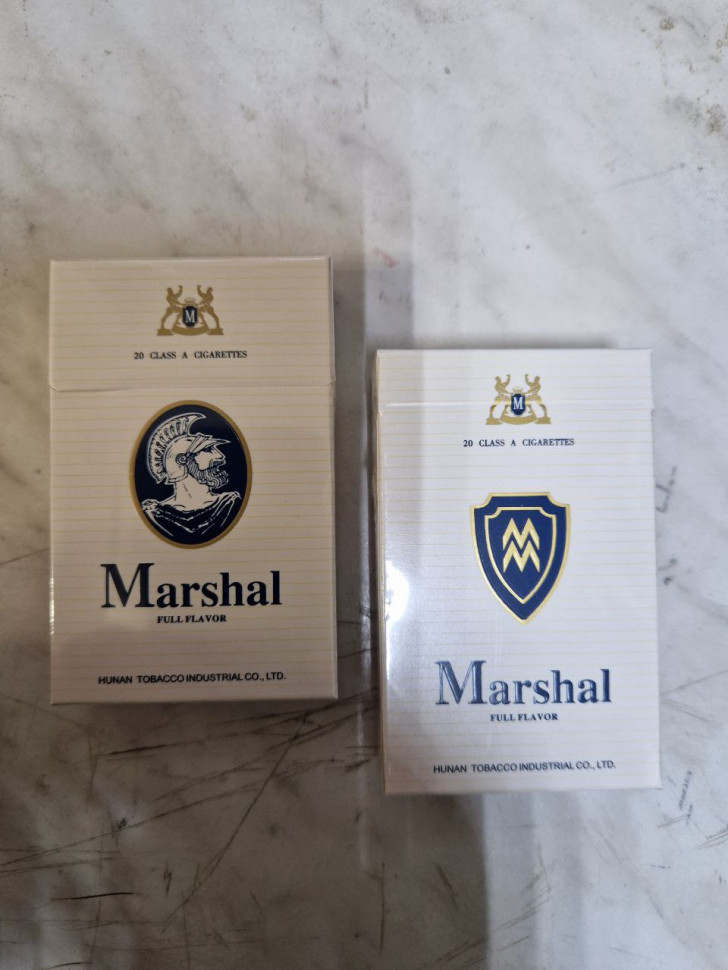 M
20 CLASS A CIGARETTES
Marshal
FULL FLAVOR
HUNAN TOBACCO INDUSTRIAL CO., LTD.
M
20 CLASS A CIGARETTES
MM
Marshal
FULL FLAVOR
HUNAN TOBACCO INDUSTRIAL CO., LTD.